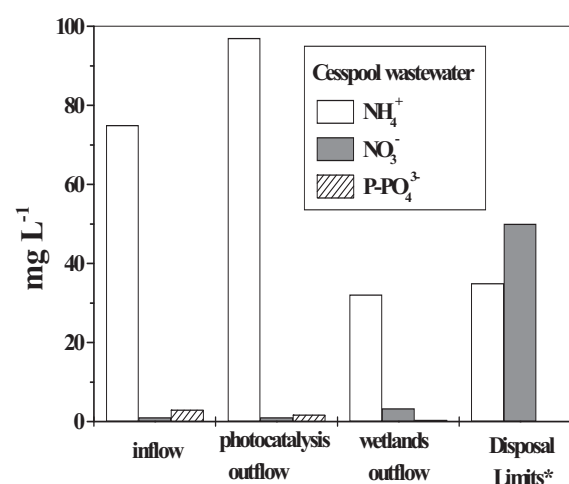 100
80
60
40
20
0
mg L⁻¹
Cesspool wastewater
NH₄⁺
NO₃⁻
P-PO₄³⁻
inflow
photocatalysis
outflow
wetlands
outflow
Disposal
Limits*